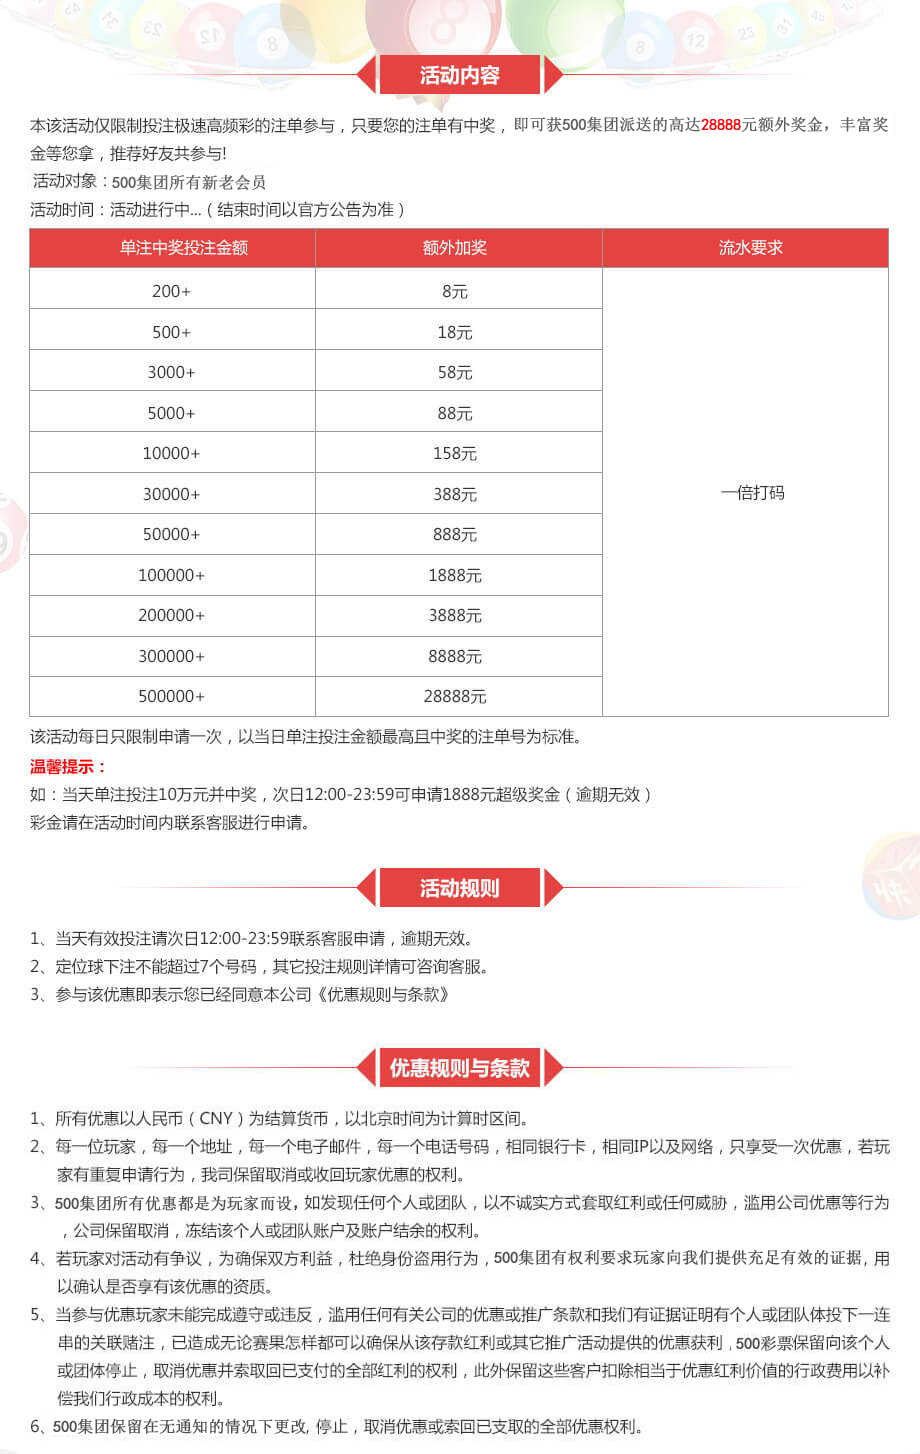 活动内容
本该活动仅限制投注极速高频彩的注单参与，只要您的注单有中奖，即可获500集团派送的高达28888元额外奖金，丰富奖
金等您拿，推荐好友共参与!
活动对象：500集团所有新老会员
活动时间：活动进行中...（结束时间以官方公告为准）
单注中奖投注金额 额外加奖 流水要求
200+ 8元
500+ 18元
3000+ 58元
5000+ 88元
10000+ 158元
30000+ 388元
一倍打码
50000+ 888元
100000+ 1888元
200000+ 3888元
300000+ 8888元
500000+ 28888元
该活动每日只限制申请一次，以当日单注投注金额最高且中奖的注单号为标准。
温馨提示：
如：当天单注投注10万元并中奖，次日12:00-23:59可申请1888元超级奖金（逾期无效）
彩金请在活动时间内联系客服进行申请。
活动规则
1、当天有效投注请次日12:00-23:59联系客服申请，逾期无效。
2、定位球下注不能超过7个号码，其它投注规则详情可咨询客服。
3、参与该优惠即表示您已经同意本公司《优惠规则与条款》
优惠规则与条款
1、所有优惠以人民币（CNY）为结算货币，以北京时间为计算时区间。
2、每一位玩家，每一个地址，每一个电子邮件，每一个电话号码，相同银行卡，相同IP以及网络，只享受一次优惠，若玩
家有重复申请行为，我司保留取消或收回玩家优惠的权利。
3、500集团所有优惠都是为玩家而设，如发现任何个人或团队，以不诚实方式套取红利或任何威胁，滥用公司优惠等行为
，公司保留取消，冻结该个人或团队账户及账户结余的权利。
4、若玩家对活动有争议，为确保双方利益，杜绝身份盗用行为，500集团有权利要求玩家向我们提供充足有效的证据，用
以确认是否享有该优惠的资质。
5、当参与优惠玩家未能完成遵守或违反，滥用任何有关公司的优惠或推广条款和我们有证据证明有个人或团队体投下一连
串的关联赌注，已造成无论赛果怎样都可以确保从该存款红利或其它推广活动提供的优惠获利，500彩票保留向该个人
或团体停止，取消优惠并索取回已支付的全部红利的权利，此外保留这些客户扣除相当于优惠红利价值的行政费用以补
偿我们行政成本的权利。
6、500集团保留在无通知的情况下更改，停止，取消优惠或索回已支取的全部优惠权利。